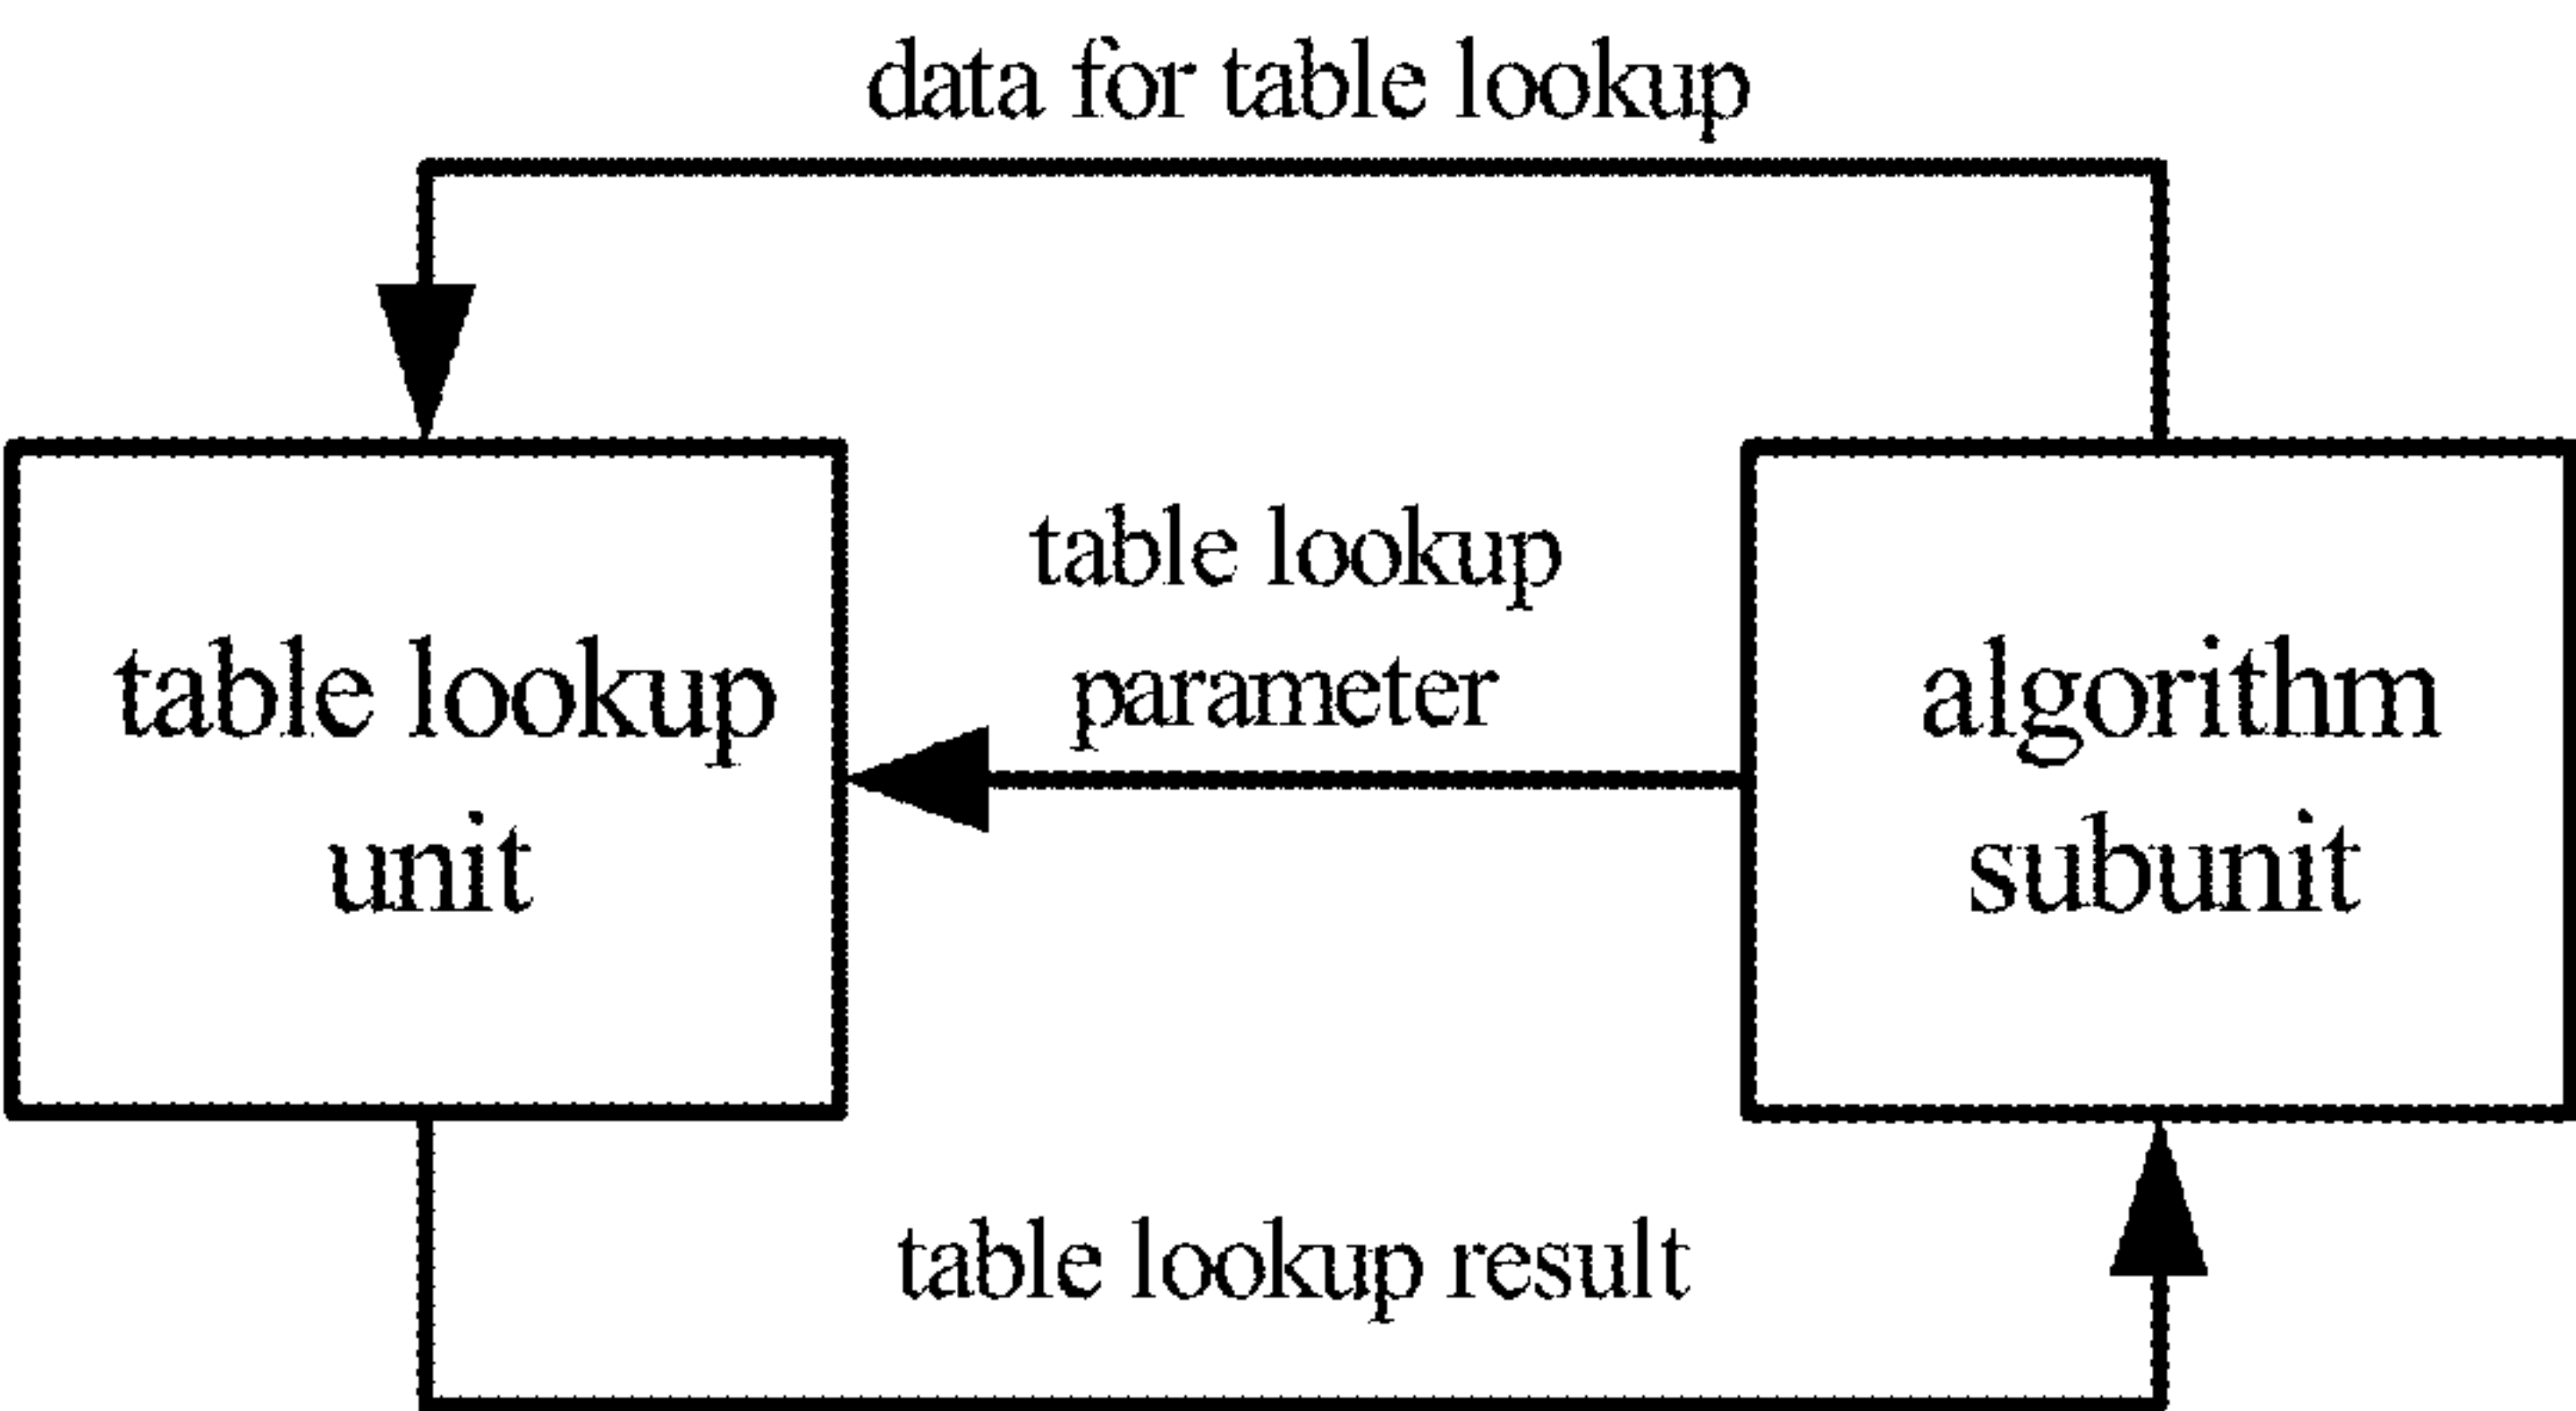 data for table lookup
table lookup
parameter
table lookup
unit
algorithm
subunit
table lookup result